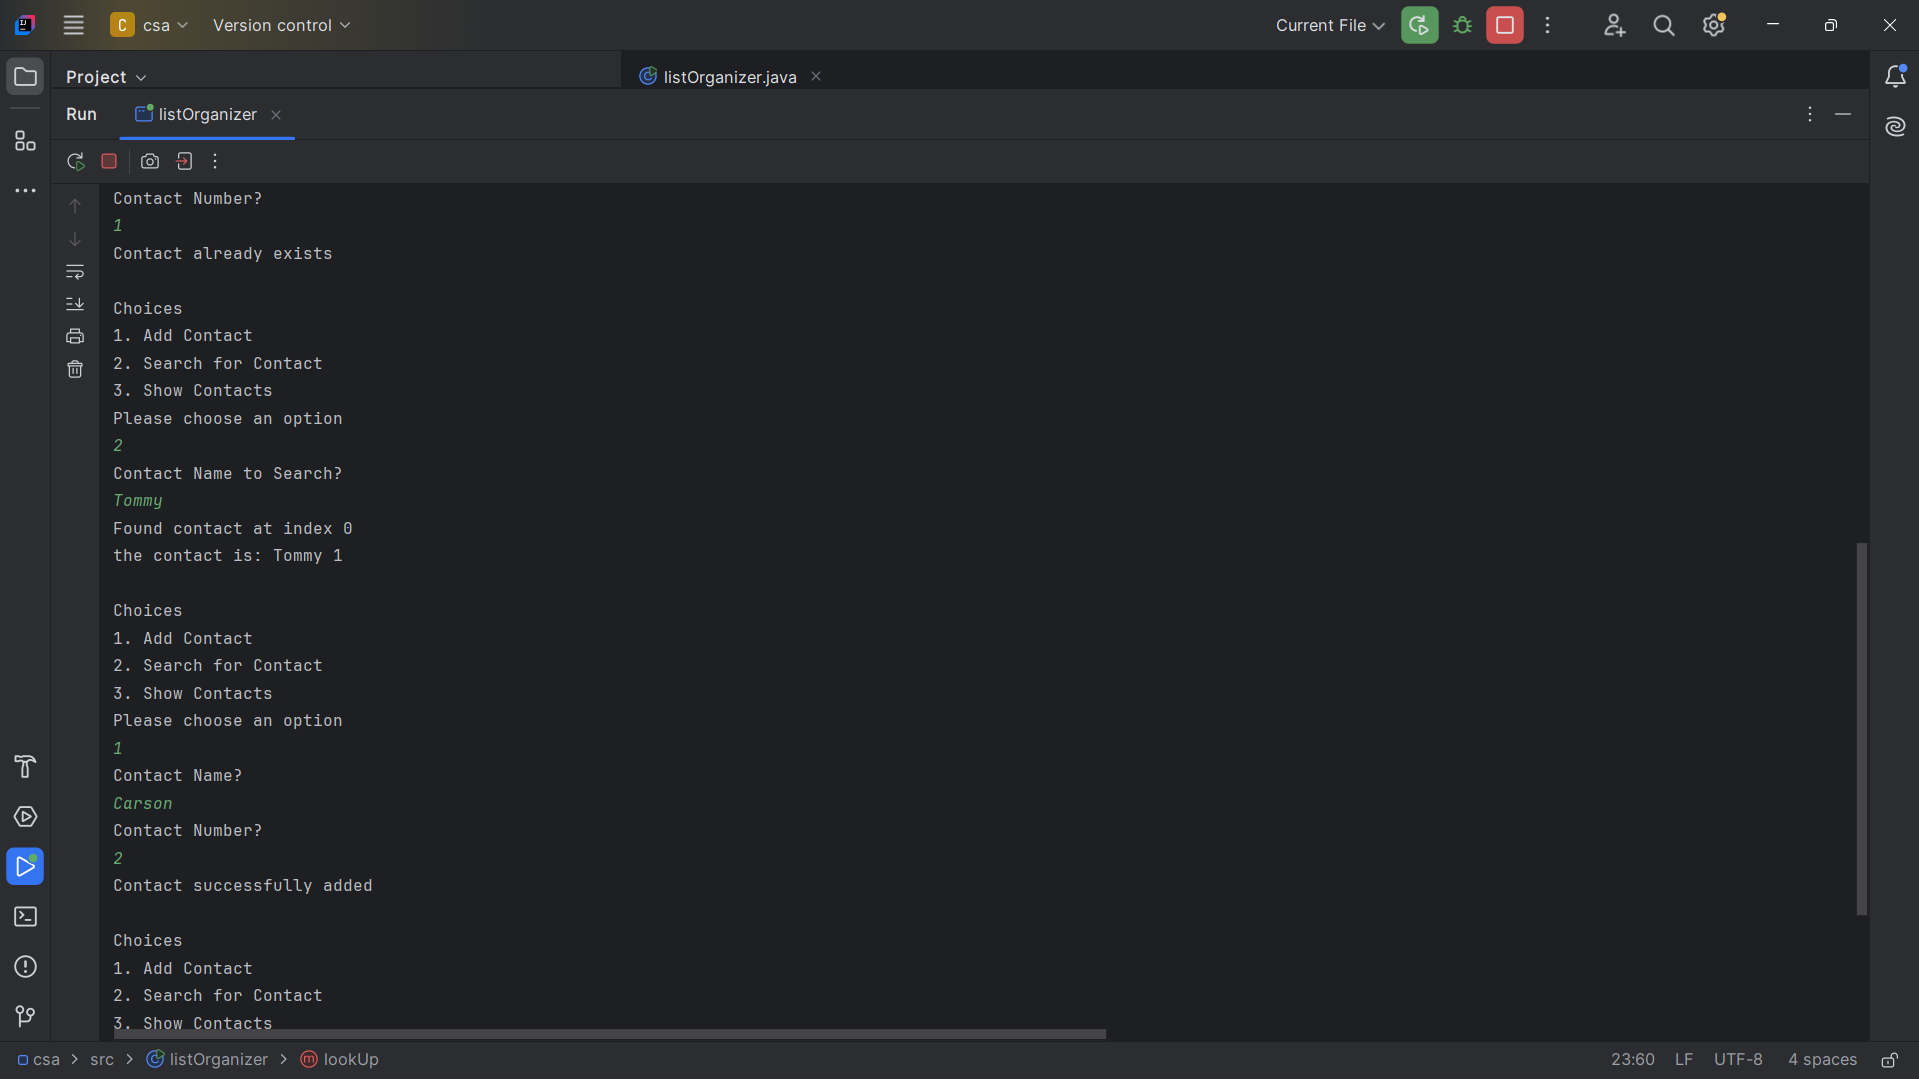 C csa Version control Current File
Project listOrganizer.java
Run listOrganizer
Contact Number?
1
Contact already exists
Choices
1. Add Contact
2. Search for Contact
3. Show Contacts
Please choose an option
2
Contact Name to Search?
Tommy
Found contact at index 0
the contact is: Tommy 1
Choices
1. Add Contact
2. Search for Contact
3. Show Contacts
Please choose an option
1
Contact Name?
Carson
Contact Number?
2
Contact successfully added
Choices
1. Add Contact
2. Search for Contact
3. Show Contacts
csa > src > listOrganizer > lookUp 23:60 LF UTF-8 4 spaces